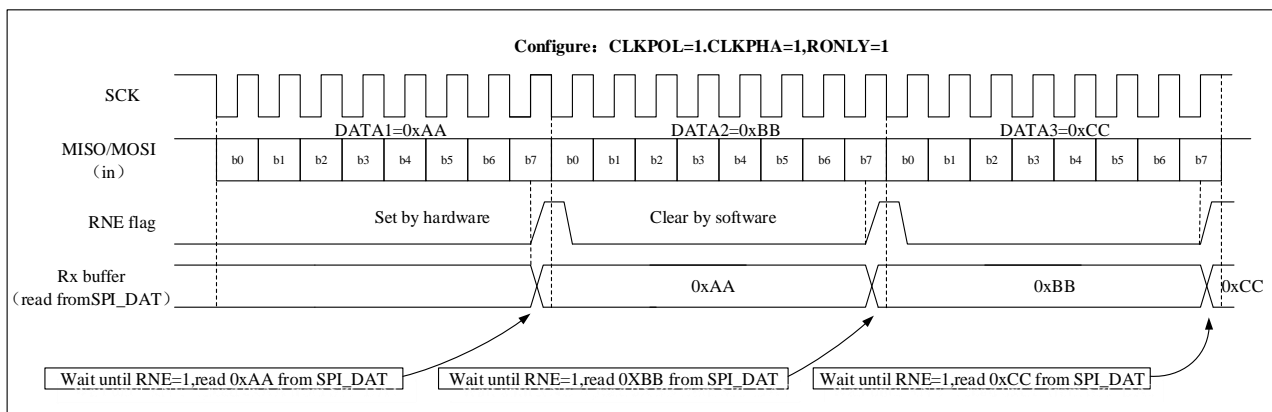 Configure：CLKPOL=1.CLKPHA=1,RONLY=1
SCK
DATA1=0xAA DATA2=0xBB DATA3=0xCC
MISO/MOSI
（in）
b0 b1 b2 b3 b4 b5 b6 b7 b0 b1 b2 b3 b4 b5 b6 b7 b0 b1 b2 b3 b4 b5 b6 b7
RNE flag
Set by hardware Clear by software
Rx buffer
（read fromSPI_DAT）
0xAA 0xBB 0xCC
Wait until RNE=1,read 0xAA from SPI_DAT
Wait until RNE=1,read 0XBB from SPI_DAT
Wait until RNE=1,read 0xCC from SPI_DAT